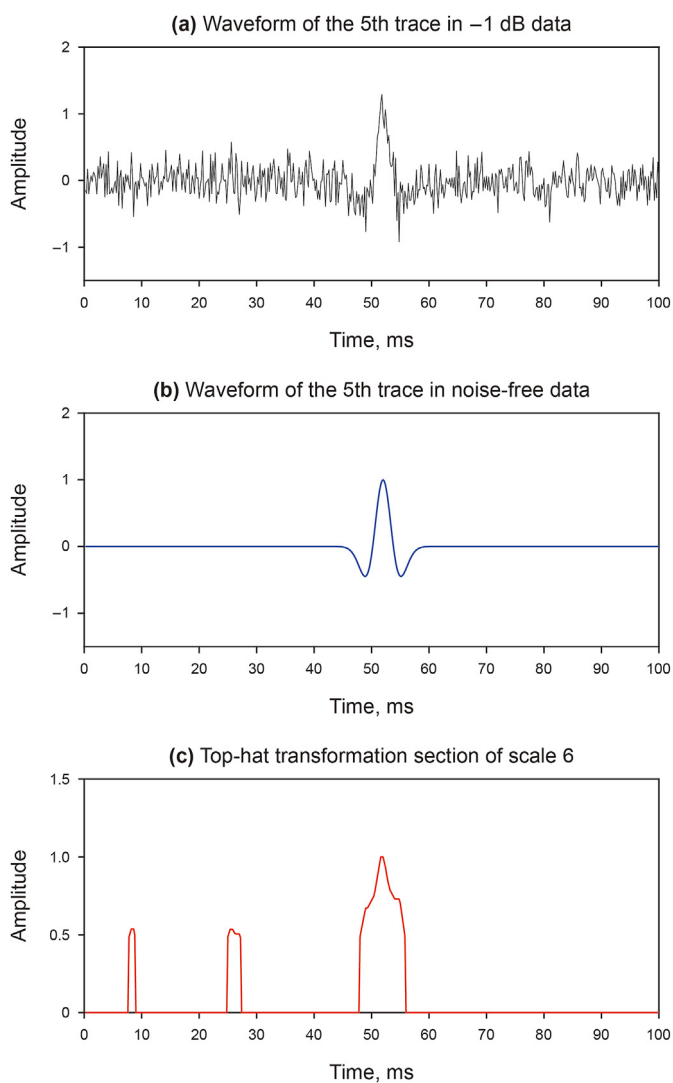 (a) Waveform of the 5th trace in –1 dB data
2
1
0
–1
Amplitude
0 10 20 30 40 50 60 70 80 90 100
Time, ms
(b) Waveform of the 5th trace in noise-free data
2
1
0
–1
Amplitude
0 10 20 30 40 50 60 70 80 90 100
Time, ms
(c) Top-hat transformation section of scale 6
1.5
1.0
0.5
0
Amplitude
0 10 20 30 40 50 60 70 80 90 100
Time, ms